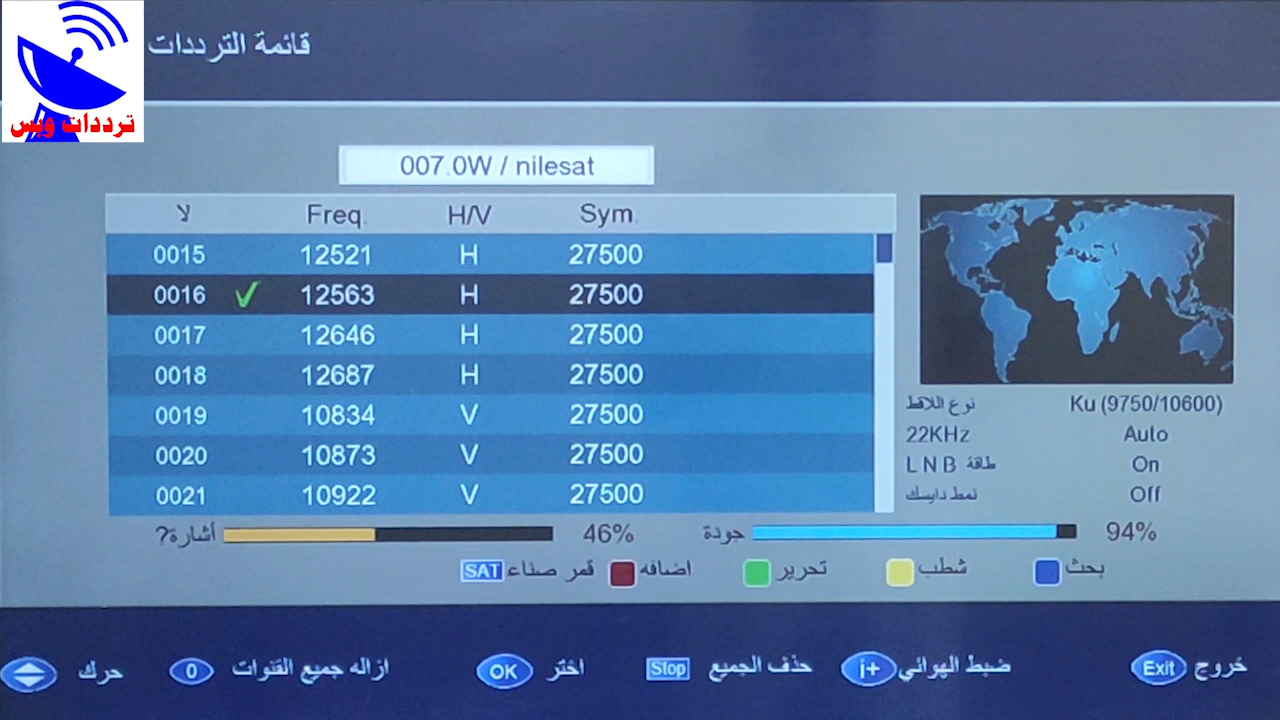 قائمة الترددات
ترددات ويس
007.0W / nilesat
لا Freq. H/V Sym.
0015 12521 H 27500
0016 ✓ 12563 H 27500
0017 12646 H 27500
0018 12687 H 27500
0019 10834 V 27500
0020 10873 V 27500
0021 10922 V 27500
نوع اللاقط Ku (9750/10600)
22KHz Auto
طاقة LNB On
نمط دايسك Off
أشارة? 46% جودة 94%
SAT قمر صناعء اضافه تحرير شطب بحث
حرك 0 ازاله جميع القنوات OK اختر Stop حذف الجميع i+ ضبط الهوائي Exit خروج